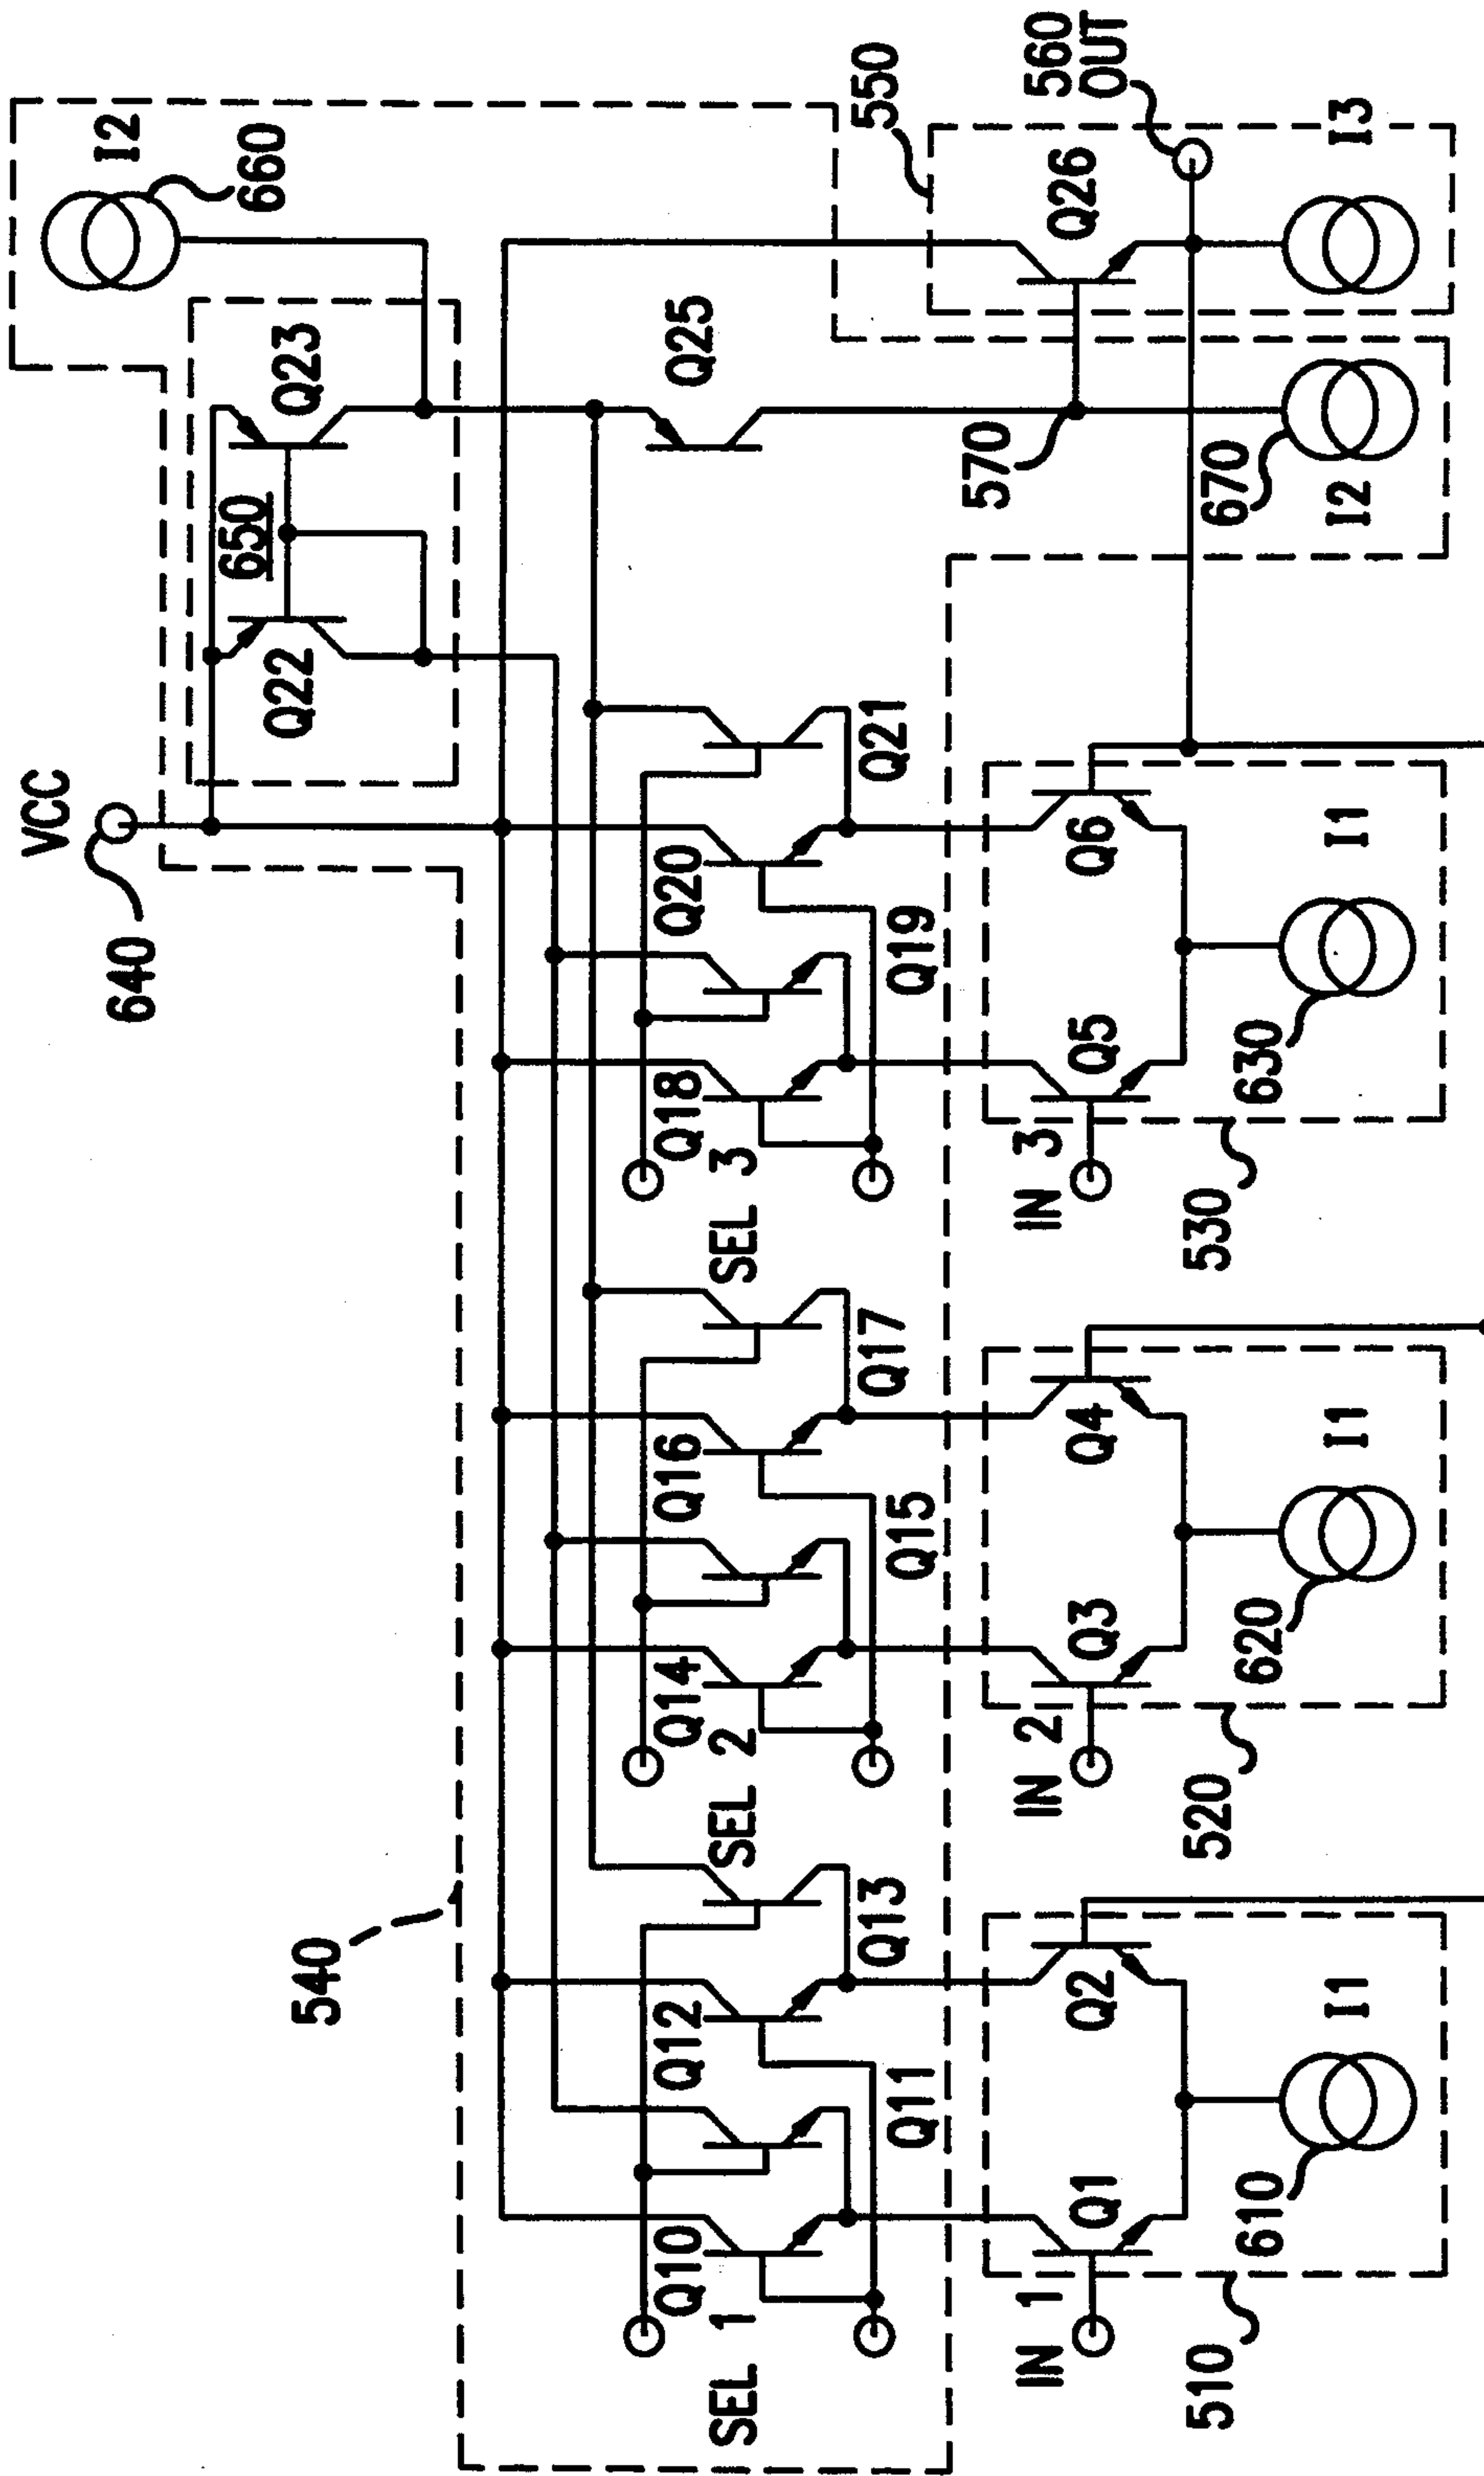 VCC
640
I2
660
Q22
650
Q23
540
Q25
550
560
OUT
Q26
I3
570
670
I2
SEL 1
Q10
Q11
Q12
Q13
SEL 2
Q14
Q15
Q16
Q17
SEL 3
Q18
Q19
Q20
Q21
IN 1
Q1
Q2
510
610
I1
IN 2
Q3
Q4
520
620
I1
IN 3
Q5
Q6
530
630
I1